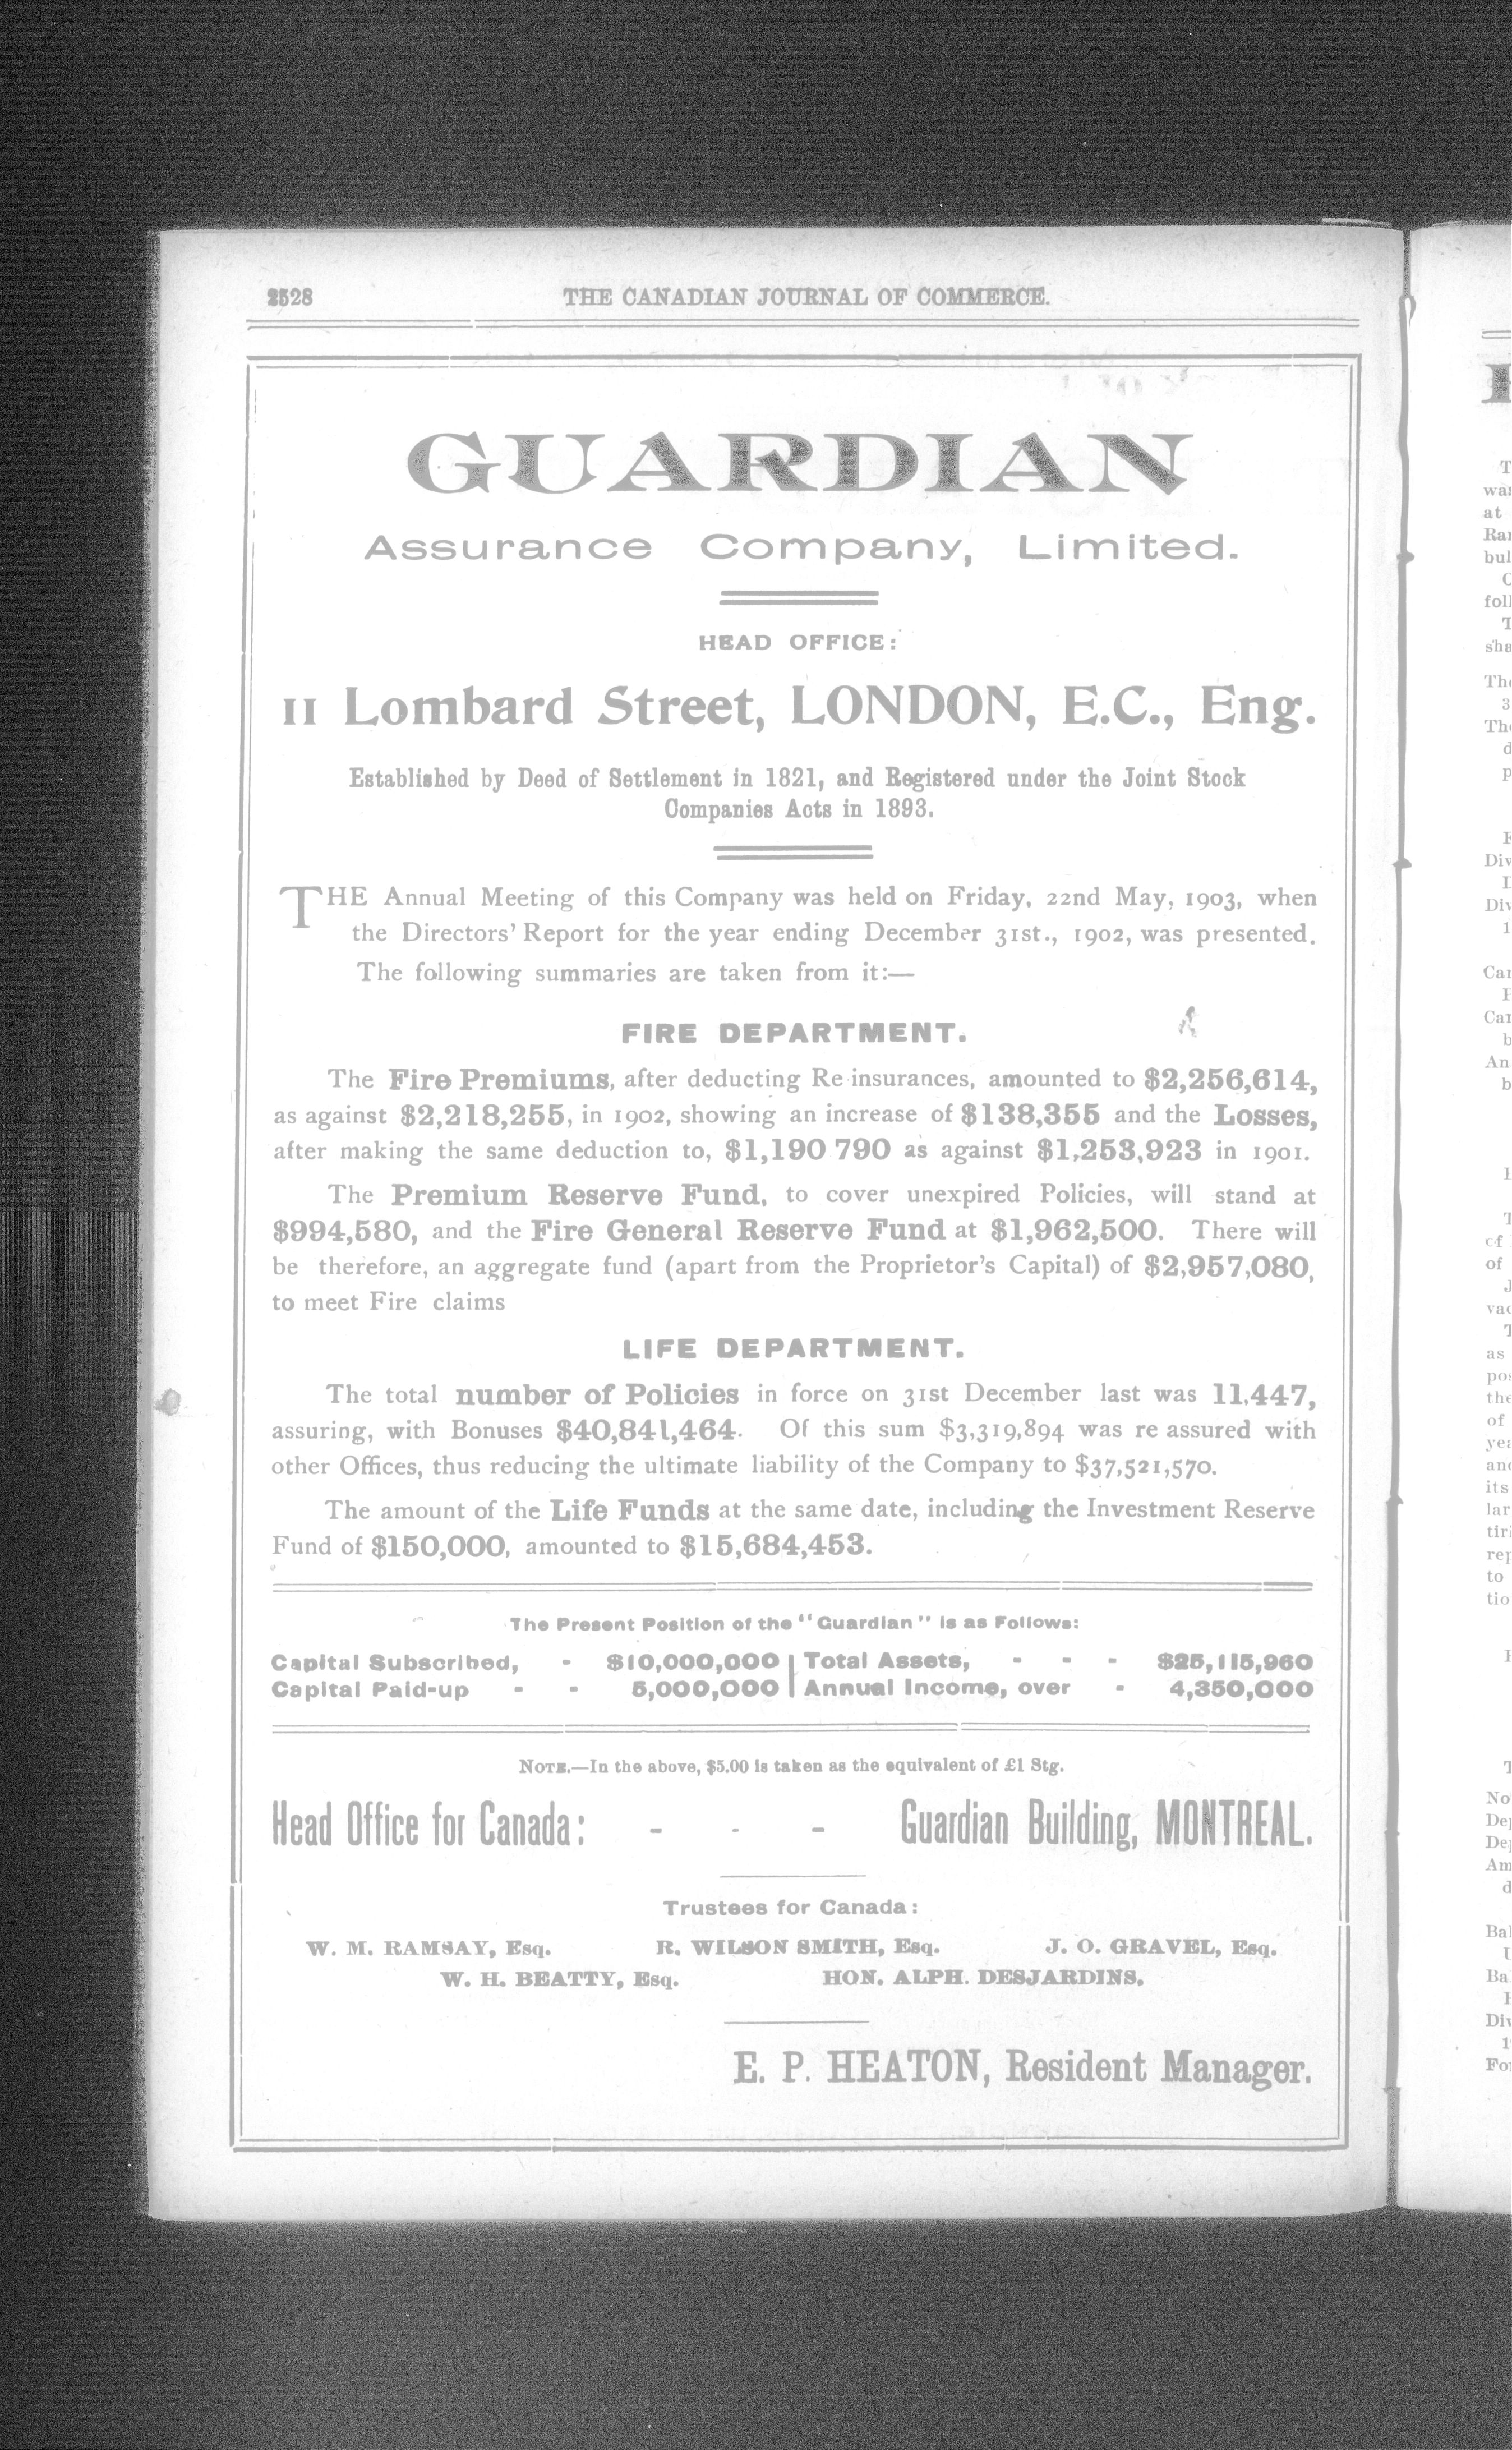 2528 THE CANADIAN JOURNAL OF COMMERCE.
GUARDIAN
Assurance Company, Limited.
HEAD OFFICE:
11 Lombard Street, LONDON, E.C., Eng.
Established by Deed of Settlement in 1821, and Registered under the Joint Stock
Companies Acts in 1893.
THE Annual Meeting of this Company was held on Friday, 22nd May, 1903, when
the Directors' Report for the year ending December 31st., 1902, was presented.
The following summaries are taken from it:—
FIRE DEPARTMENT.
The Fire Premiums, after deducting Re-insurances, amounted to $2,256,614,
as against $2,218,255, in 1902, showing an increase of $138,355 and the Losses,
after making the same deduction to, $1,190 790 as against $1,253,923 in 1901.
The Premium Reserve Fund, to cover unexpired Policies, will stand at
$994,580, and the Fire General Reserve Fund at $1,962,500. There will
be therefore, an aggregate fund (apart from the Proprietor's Capital) of $2,957,080,
to meet Fire claims
LIFE DEPARTMENT.
The total number of Policies in force on 31st December last was 11,447,
assuring, with Bonuses $40,841,464. Of this sum $3,319,894 was re assured with
other Offices, thus reducing the ultimate liability of the Company to $37,521,570.
The amount of the Life Funds at the same date, including the Investment Reserve
Fund of $150,000, amounted to $15,684,453.
The Present Position of the "Guardian" is as Follows:
Capital Subscribed, - $10,000,000 | Total Assets, - - - $25,115,960
Capital Paid-up - - 5,000,000 | Annual Income, over - 4,350,000
NOTE.—In the above, $5.00 is taken as the equivalent of £1 Stg.
Head Office for Canada: - - - Guardian Building, MONTREAL.
Trustees for Canada:
W. M. RAMSAY, Esq. R. WILSON SMITH, Esq. J. O. GRAVEL, Esq.
W. H. BEATTY, Esq. HON. ALPH. DESJARDINS.
E. P. HEATON, Resident Manager.